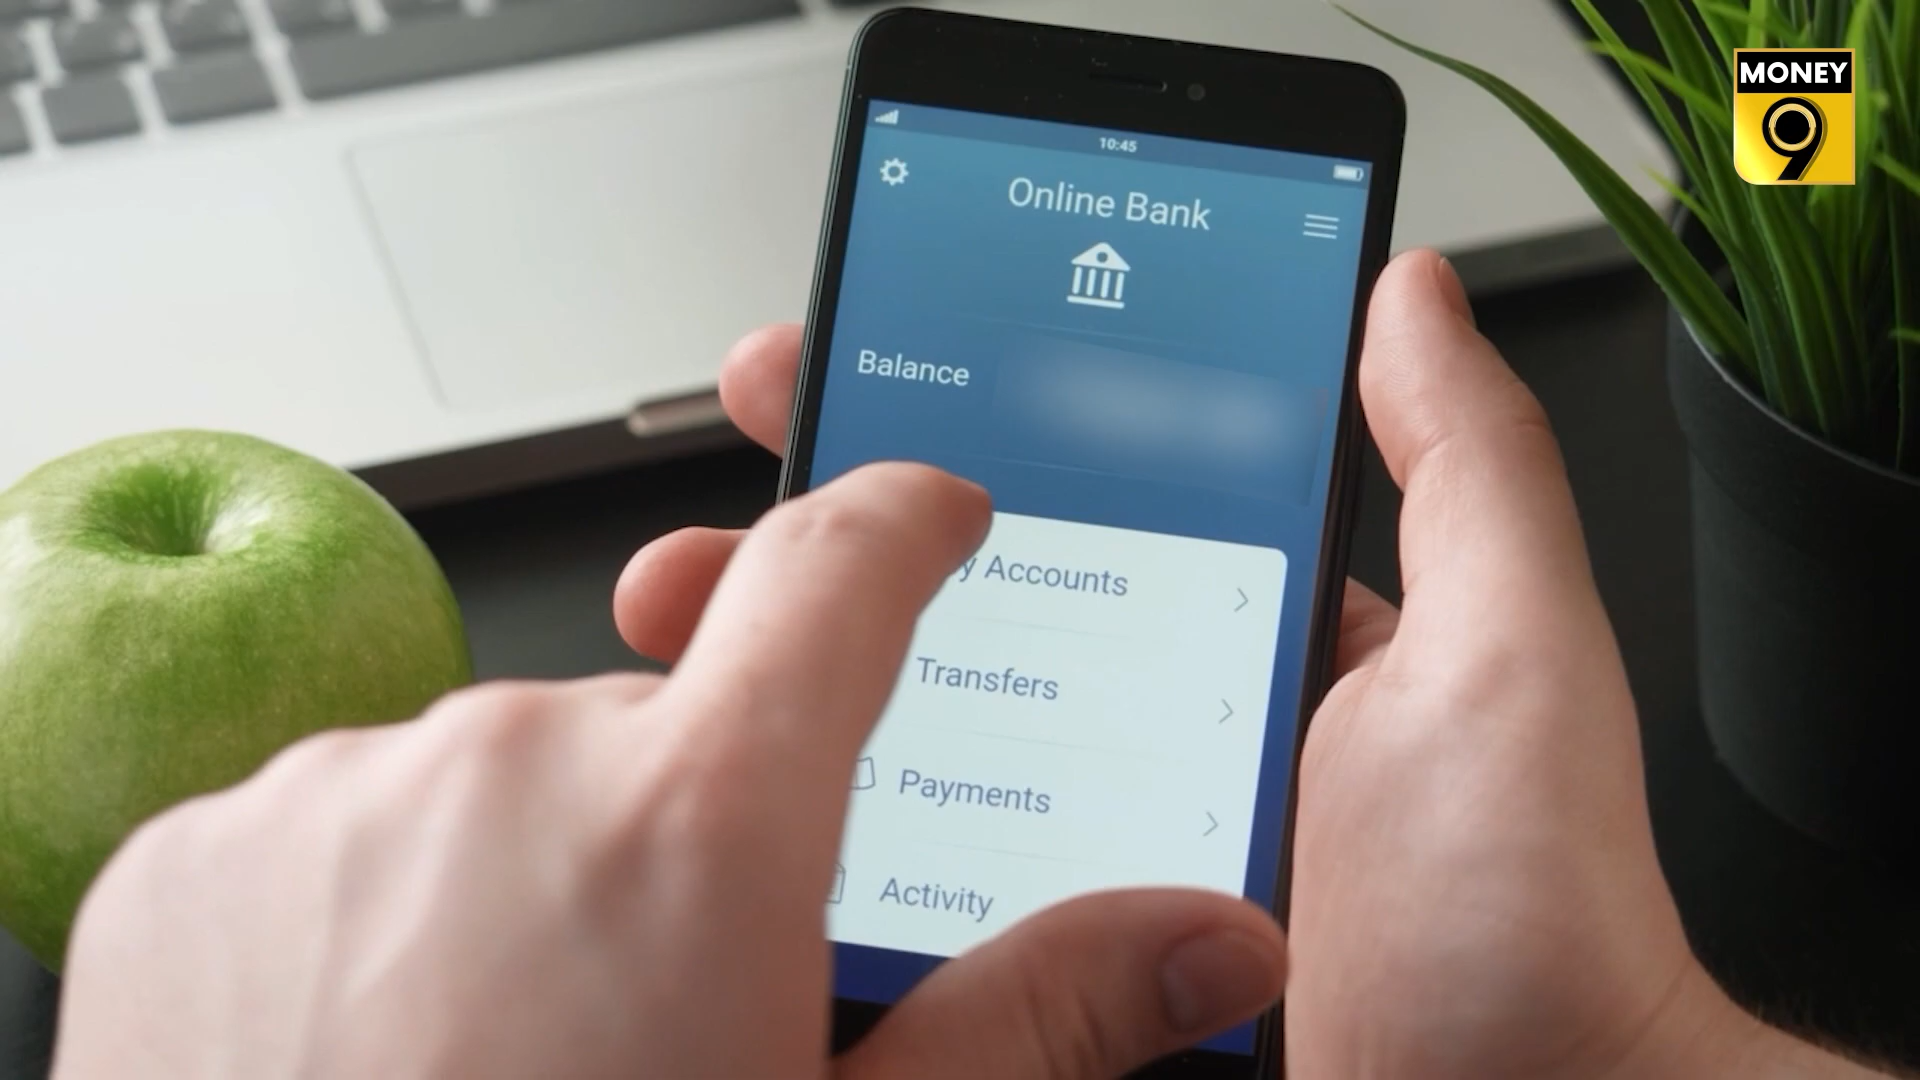 MONEY
9
10:45
Online Bank
Balance
y Accounts
Transfers
Payments
Activity